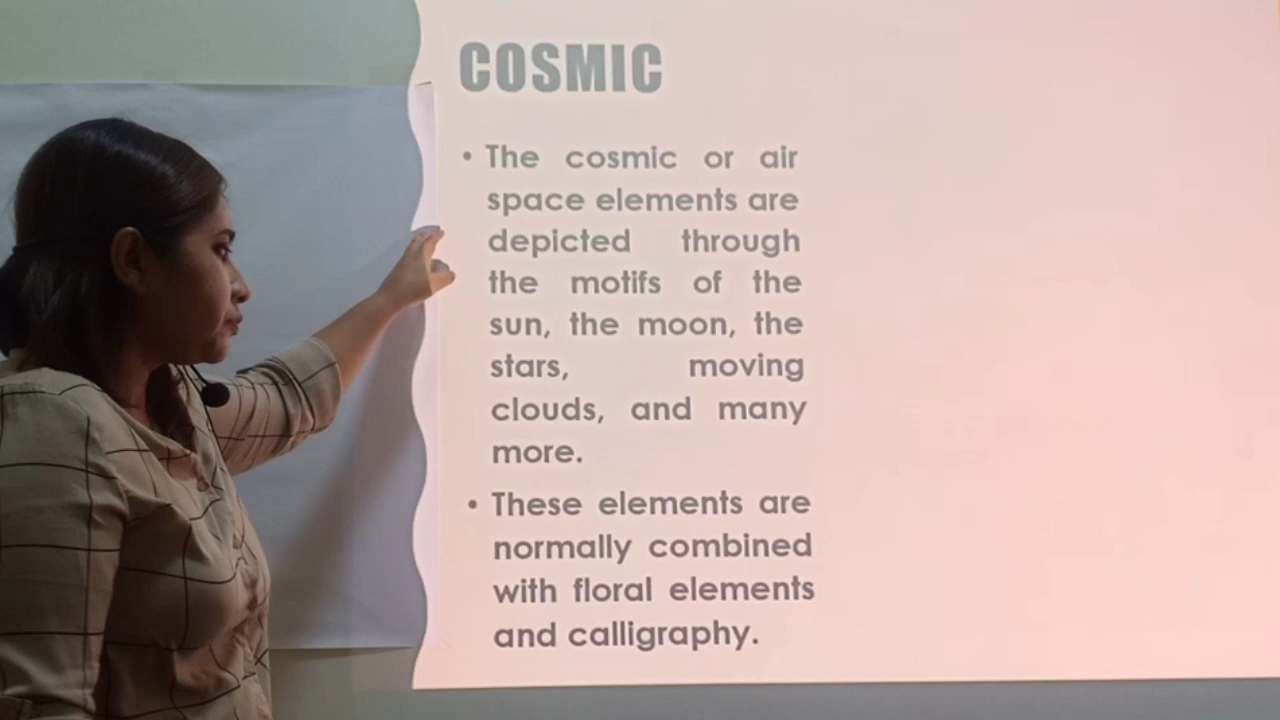 COSMIC
• The cosmic or air
space elements are
depicted through
the motifs of the
sun, the moon, the
stars, moving
clouds, and many
more.
• These elements are
normally combined
with floral elements
and calligraphy.